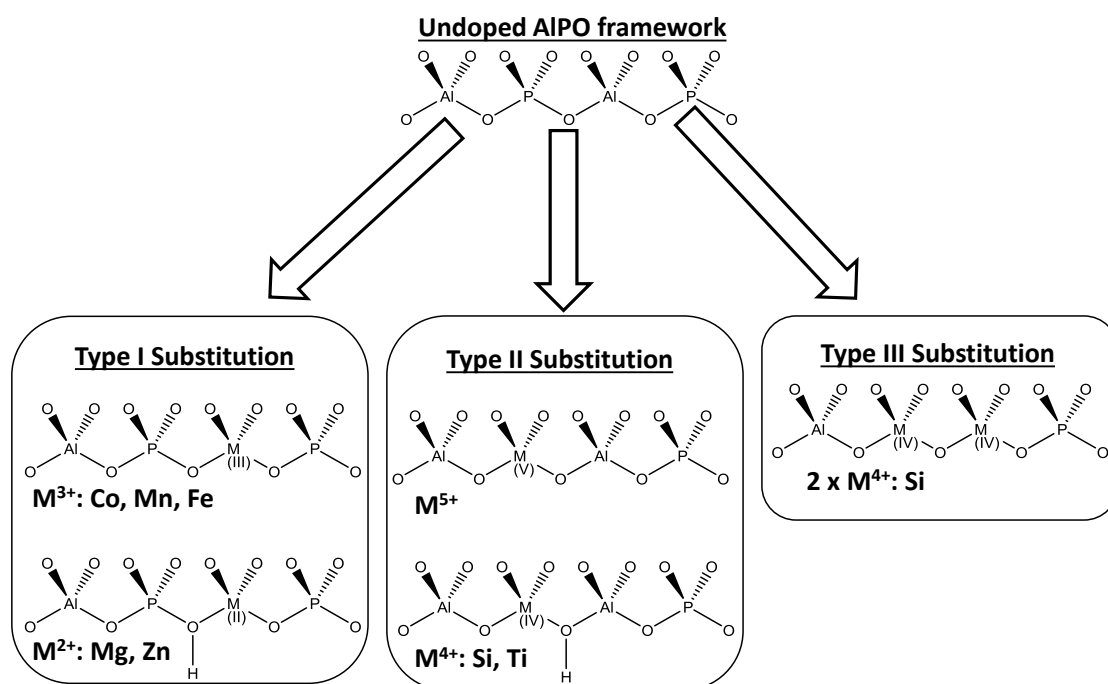 Undoped AlPO framework
O O O O O O O O
Al P Al P
O O O O O
Type I Substitution
O O O O O O O O
Al P M P
(III)
O O O O O
M3+: Co, Mn, Fe
O O O O O O O O
Al P M P
(II)
O O O O O
H
M2+: Mg, Zn
Type II Substitution
O O O O O O O O
Al M Al P
(V)
O O O O O
M5+
O O O O O O O O
Al M Al P
(IV)
O O O O O
H
M4+: Si, Ti
Type III Substitution
O O O O O O O O
Al M M P
(IV) (IV)
O O O O O
2 x M4+: Si